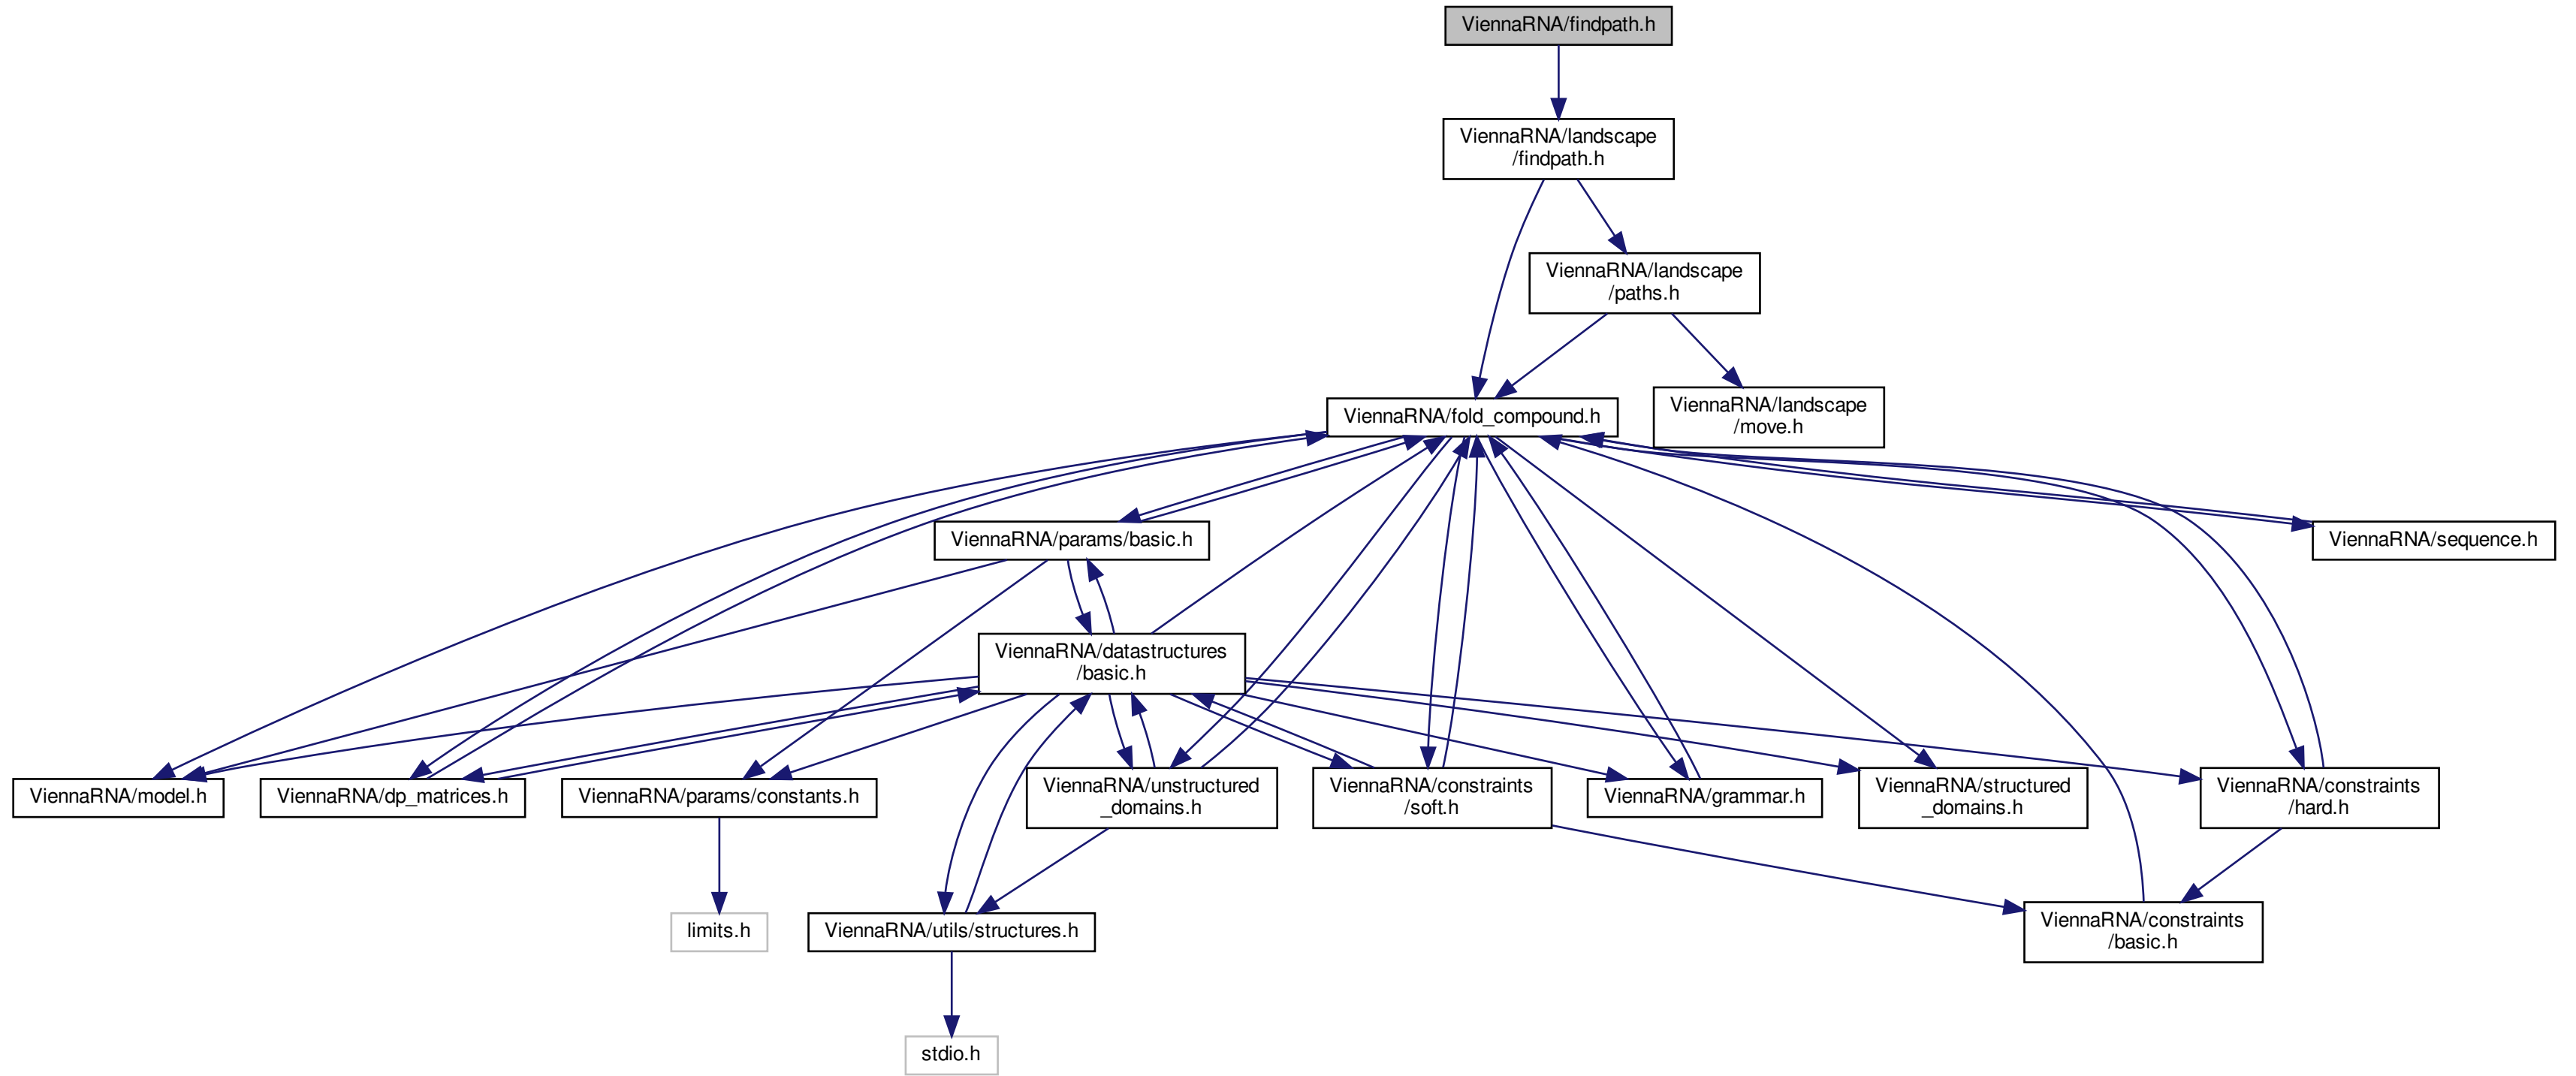 ViennaRNA/findpath.h
ViennaRNA/landscape
/findpath.h
ViennaRNA/landscape
/paths.h
ViennaRNA/fold_compound.h
ViennaRNA/landscape
/move.h
ViennaRNA/params/basic.h
ViennaRNA/sequence.h
ViennaRNA/datastructures
/basic.h
ViennaRNA/model.h
ViennaRNA/dp_matrices.h
ViennaRNA/params/constants.h
ViennaRNA/unstructured
_domains.h
ViennaRNA/constraints
/soft.h
ViennaRNA/grammar.h
ViennaRNA/structured
_domains.h
ViennaRNA/constraints
/hard.h
limits.h
ViennaRNA/utils/structures.h
ViennaRNA/constraints
/basic.h
stdio.h